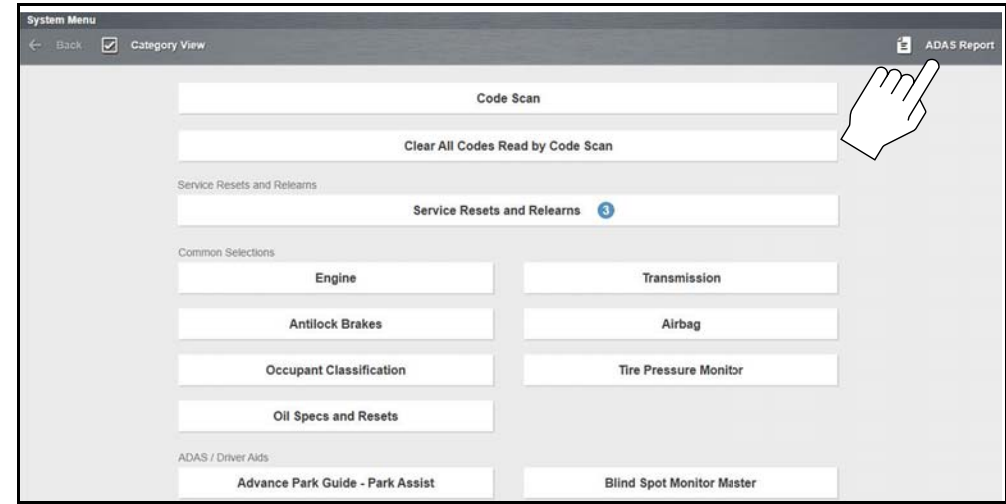 System Menu
Back Category View ADAS Report
Code Scan
Clear All Codes Read by Code Scan
Service Resets and Relearns
Service Resets and Relearns 3
Common Selections
Engine Transmission
Antilock Brakes Airbag
Occupant Classification Tire Pressure Monitor
Oil Specs and Resets
ADAS / Driver Aids
Advance Park Guide - Park Assist Blind Spot Monitor Master